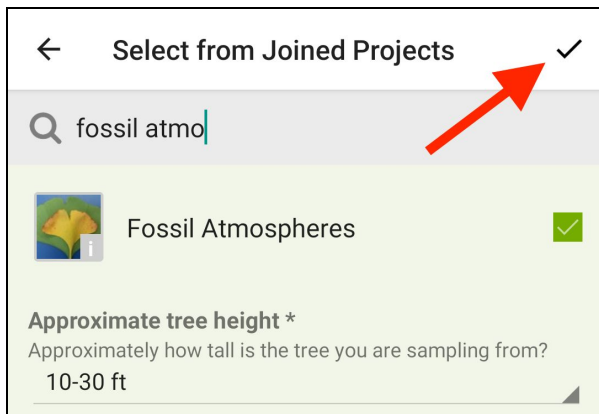 Select from Joined Projects
fossil atmo
Fossil Atmospheres
Approximate tree height *
Approximately how tall is the tree you are sampling from?
10-30 ft